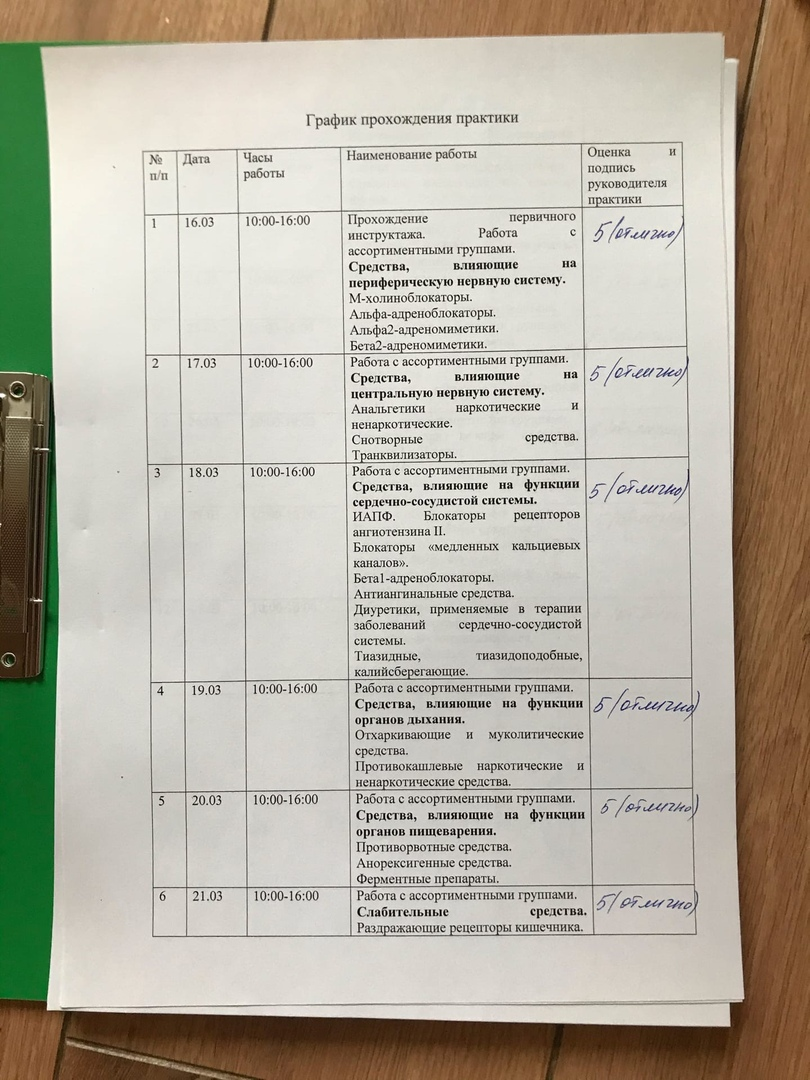 График прохождения практики
№ п/п
Дата
Часы работы
Наименование работы
Оценка и подпись руководителя практики
1
16.03
10:00-16:00
Прохождение первичного
инструктажа. Работа с
ассортиментными группами.
Средства, влияющие на
периферическую нервную систему.
М-холиноблокаторы.
Альфа-адреноблокаторы.
Альфа2-адреномиметики.
Бета2-адреномиметики.
5 (отлично)
2
17.03
10:00-16:00
Работа с ассортиментными группами.
Средства, влияющие на
центральную нервную систему.
Анальгетики наркотические и
ненаркотические.
Снотворные средства.
Транквилизаторы.
5 (отлично)
3
18.03
10:00-16:00
Работа с ассортиментными группами.
Средства, влияющие на функции
сердечно-сосудистой системы.
ИАПФ. Блокаторы рецепторов
ангиотензина II.
Блокаторы «медленных кальциевых
каналов».
Бета1-адреноблокаторы.
Антиангинальные средства.
Диуретики, применяемые в терапии
заболеваний сердечно-сосудистой
системы.
Тиазидные, тиазидоподобные,
калийсберегающие.
5 (отлично)
4
19.03
10:00-16:00
Работа с ассортиментными группами.
Средства, влияющие на функции
органов дыхания.
Отхаркивающие и муколитические
средства.
Противокашлевые наркотические и
ненаркотические средства.
5 (отлично)
5
20.03
10:00-16:00
Работа с ассортиментными группами.
Средства, влияющие на функции
органов пищеварения.
Противорвотные средства.
Анорексигенные средства.
Ферментные препараты.
5 (отлично)
6
21.03
10:00-16:00
Работа с ассортиментными группами.
Слабительные средства.
Раздражающие рецепторы кишечника.
5 (отлично)